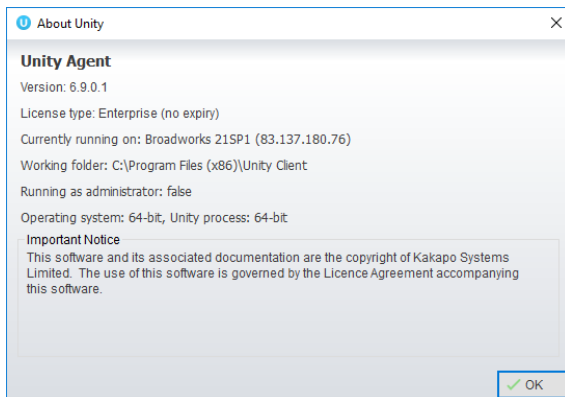 About Unity
Unity Agent
Version: 6.9.0.1
License type: Enterprise (no expiry)
Currently running on: Broadworks 21SP1 (83.137.180.76)
Working folder: C:\Program Files (x86)\Unity Client
Running as administrator: false
Operating system: 64-bit, Unity process: 64-bit
Important Notice
This software and its associated documentation are the copyright of Kakapo Systems
Limited. The use of this software is governed by the Licence Agreement accompanying
this software.
OK